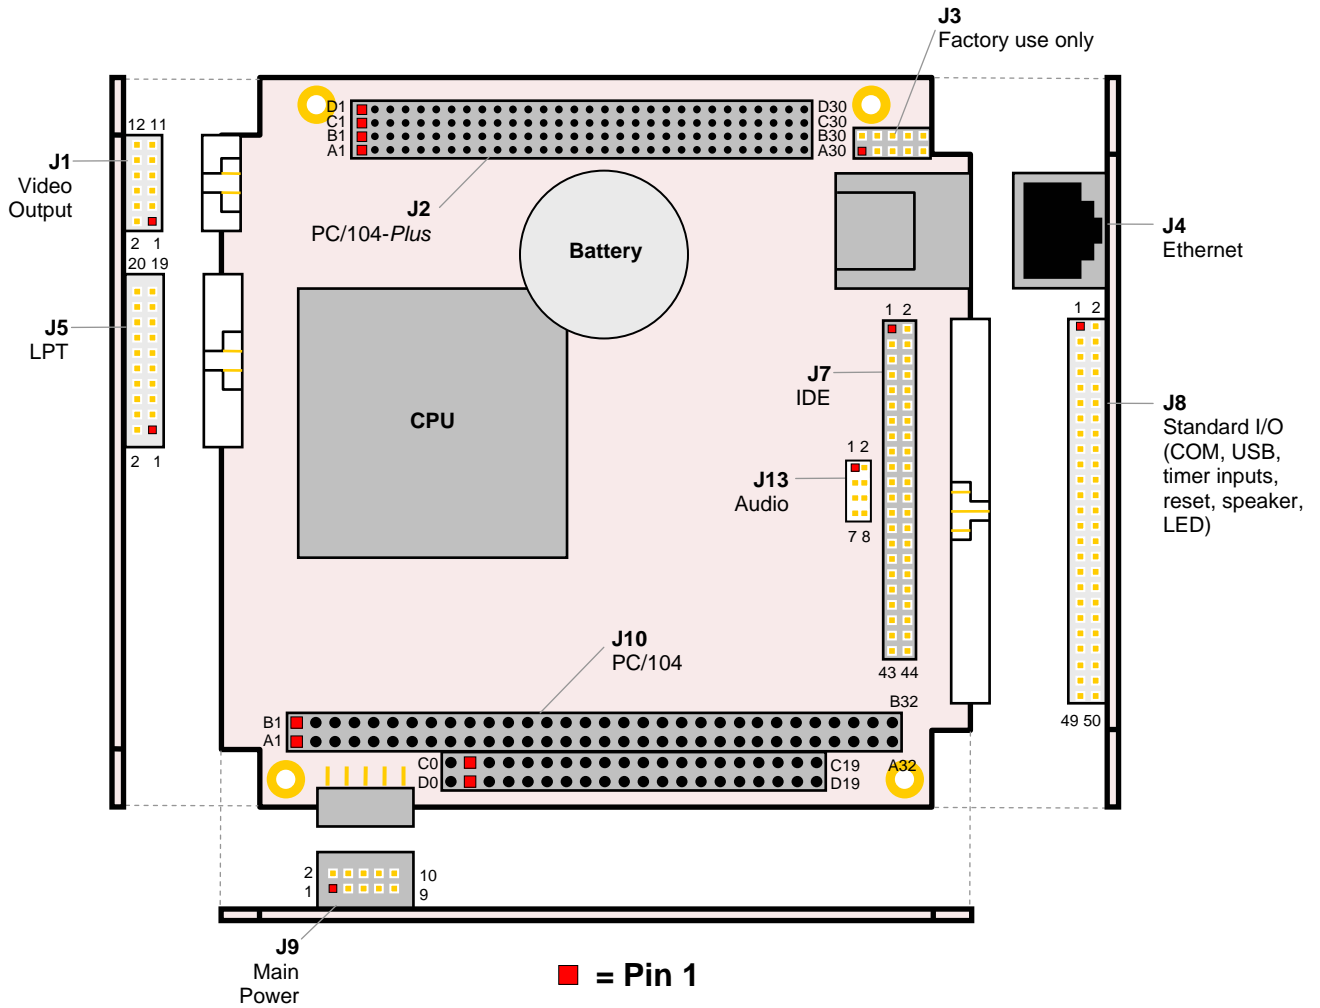 J3
Factory use only
D1
C1
B1
A1
D30
C30
B30
A30
12 11
J1
Video
Output
2 1
J2
PC/104-Plus
Battery
J4
Ethernet
20 19
J5
LPT
2 1
CPU
1 2
J7
IDE
43 44
1 2
J13
Audio
7 8
1 2
J8
Standard I/O
(COM, USB,
timer inputs,
reset, speaker,
LED)
49 50
J10
PC/104
B32
B1
A1
C0
D0
C19
D19
A32
2
1
10
9
J9
Main
Power
= Pin 1